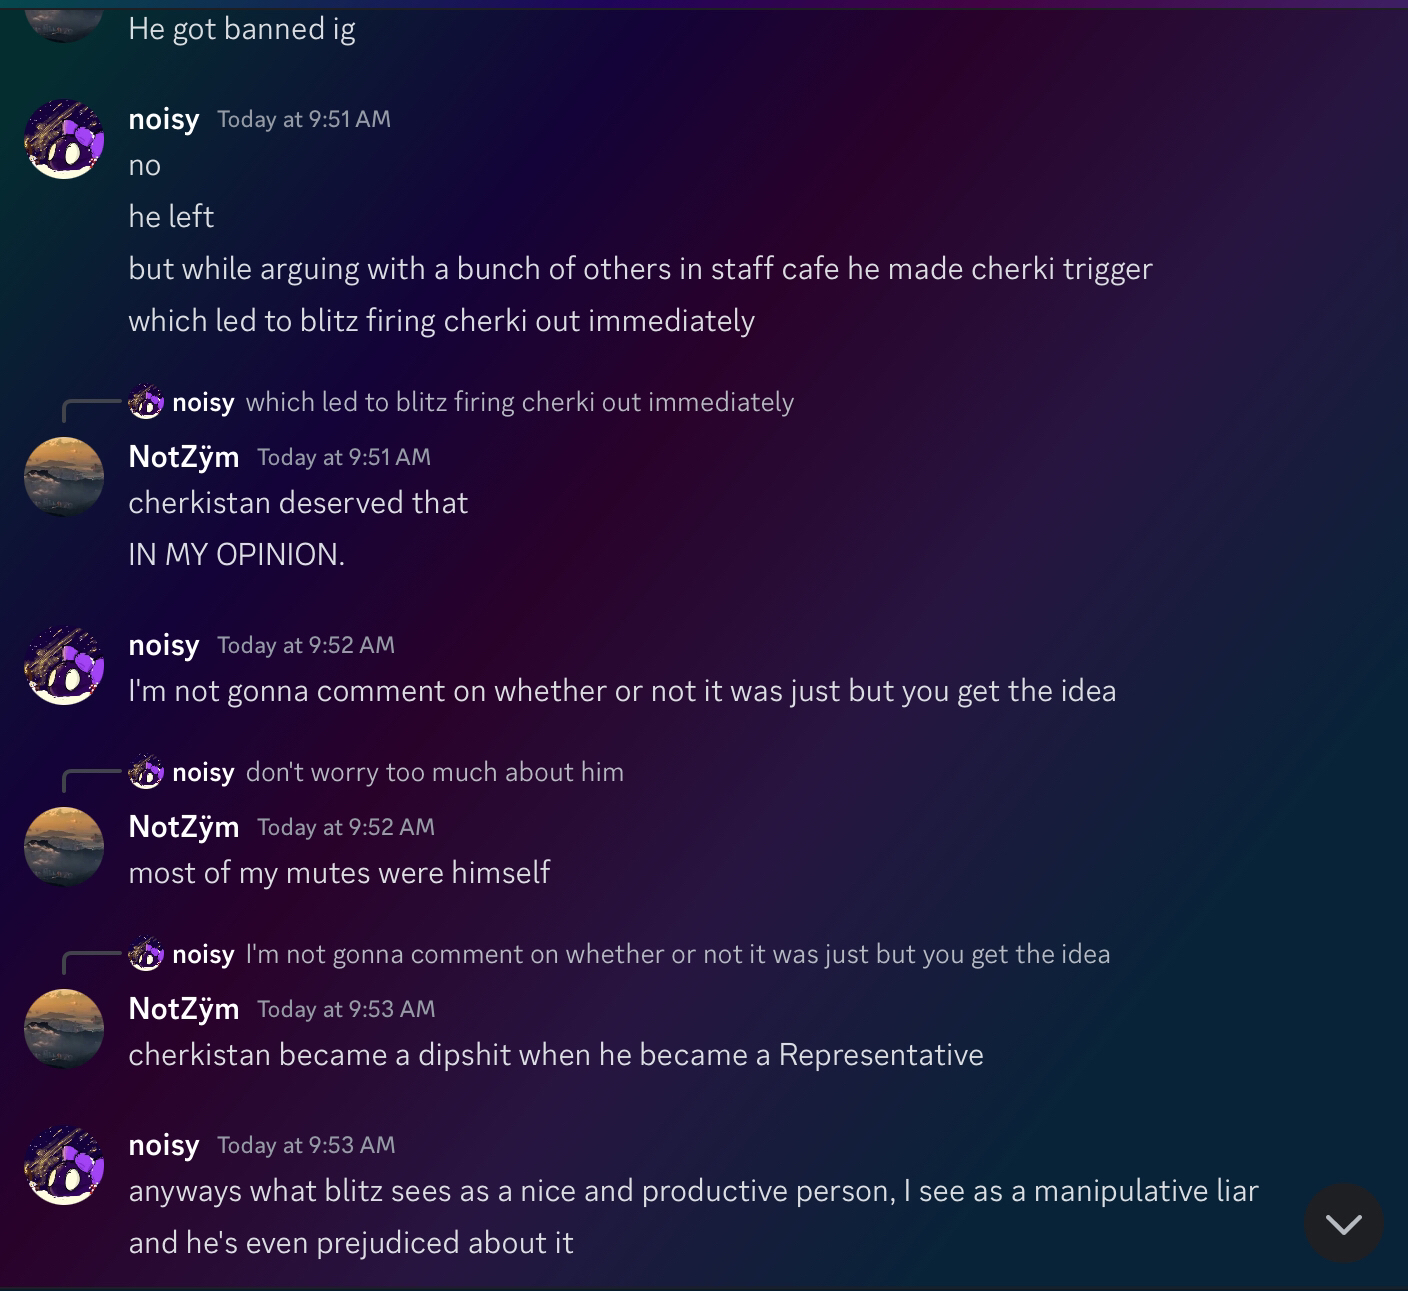 He got banned ig
noisy Today at 9:51 AM
no
he left
but while arguing with a bunch of others in staff cafe he made cherki trigger
which led to blitz firing cherki out immediately
noisy which led to blitz firing cherki out immediately
NotZÿm Today at 9:51 AM
cherkistan deserved that
IN MY OPINION.
noisy Today at 9:52 AM
I'm not gonna comment on whether or not it was just but you get the idea
noisy don't worry too much about him
NotZÿm Today at 9:52 AM
most of my mutes were himself
noisy I'm not gonna comment on whether or not it was just but you get the idea
NotZÿm Today at 9:53 AM
cherkistan became a dipshit when he became a Representative
noisy Today at 9:53 AM
anyways what blitz sees as a nice and productive person, I see as a manipulative liar
and he's even prejudiced about it